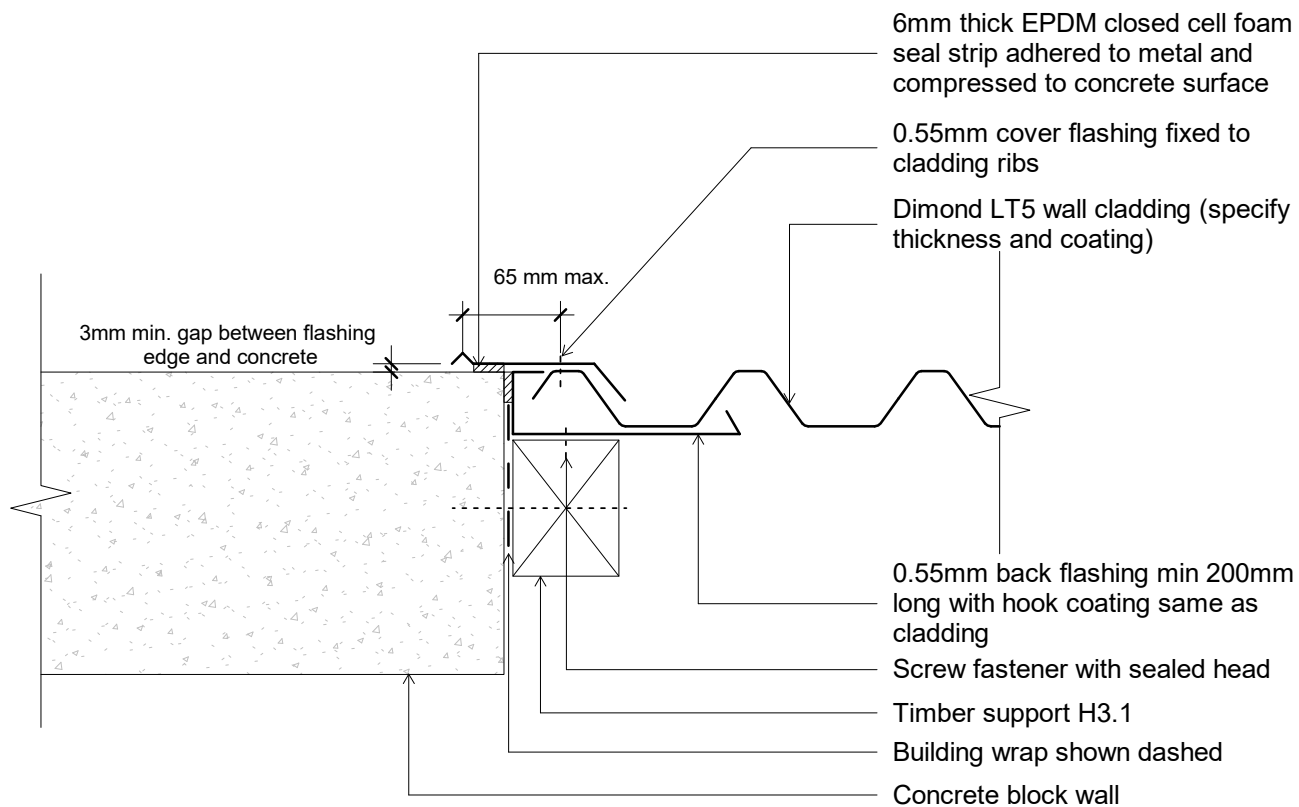 6mm thick EPDM closed cell foam
seal strip adhered to metal and
compressed to concrete surface
0.55mm cover flashing fixed to
cladding ribs
Dimond LT5 wall cladding (specify
thickness and coating)
65 mm max.
3mm min. gap between flashing
edge and concrete
0.55mm back flashing min 200mm
long with hook coating same as
cladding
Screw fastener with sealed head
Timber support H3.1
Building wrap shown dashed
Concrete block wall